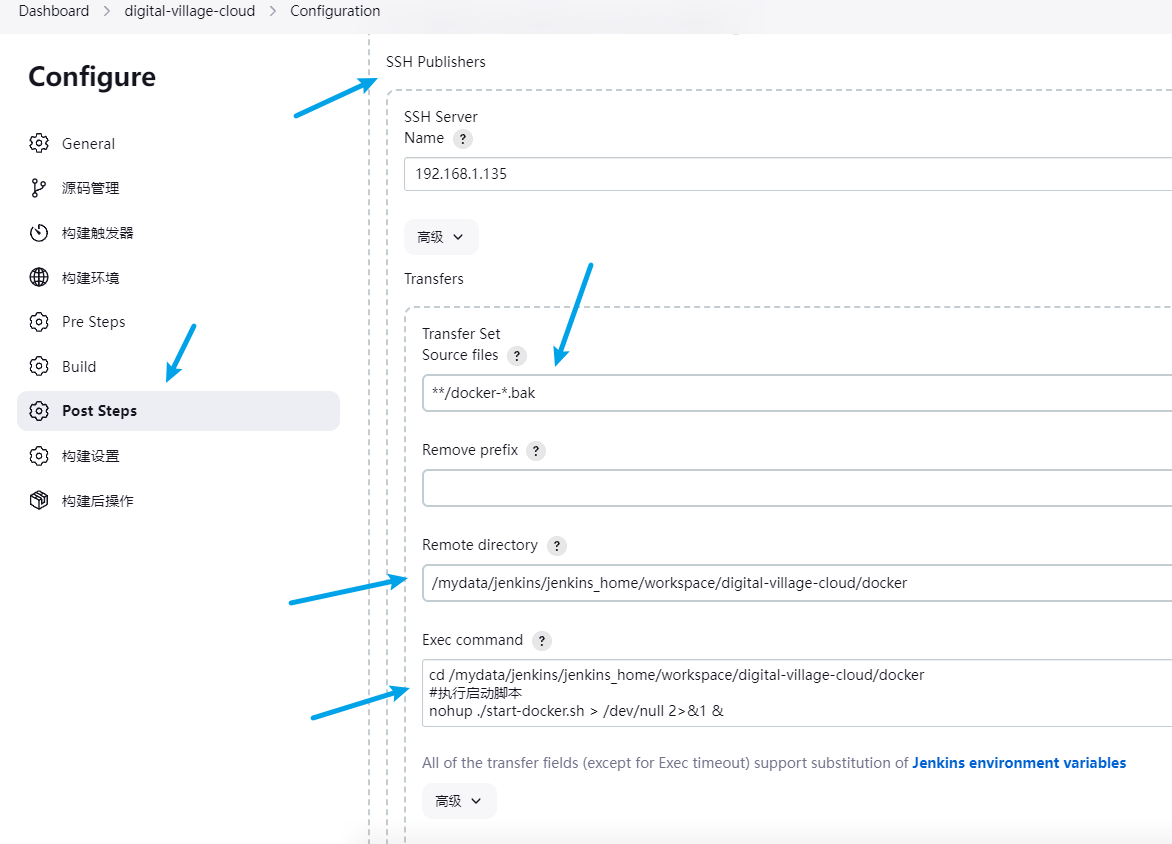 Dashboard > digital-village-cloud > Configuration
Configure
General
源码管理
构建触发器
构建环境
Pre Steps
Build
Post Steps
构建设置
构建后操作
SSH Publishers
SSH Server
Name ?
192.168.1.135
高级
Transfers
Transfer Set
Source files ?
**/docker-*.bak
Remove prefix ?
Remote directory ?
/mydata/jenkins/jenkins_home/workspace/digital-village-cloud/docker
Exec command ?
cd /mydata/jenkins/jenkins_home/workspace/digital-village-cloud/docker
#执行启动脚本
nohup ./start-docker.sh > /dev/null 2>&1 &
All of the transfer fields (except for Exec timeout) support substitution of Jenkins environment variables
高级